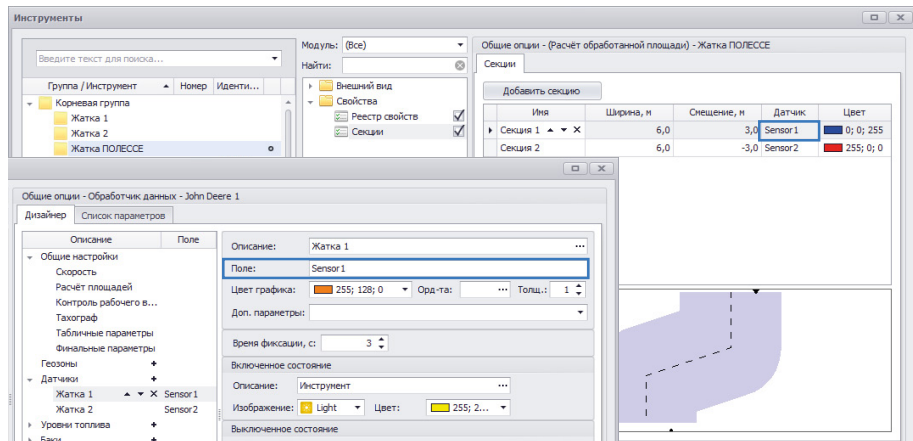 Инструменты
Введите текст для поиска...
Группа / Инструмент Номер Иденти...
Корневая группа
Жатка 1
Жатка 2
Жатка ПОЛЕССЕ
Модуль: (Все)
Найти:
Внешний вид
Свойства
Реестр свойств
Секции
Общие опции - (Расчёт обработанной площади) - Жатка ПОЛЕССЕ
Секции
Добавить секцию
Имя Ширина, м Смещение, м Датчик Цвет
Секция 1 6,0 3,0 Sensor1 0; 0; 255
Секция 2 6,0 -3,0 Sensor2 255; 0; 0
Общие опции - Обработчик данных - John Deere 1
Дизайнер Список параметров
Описание Поле
Общие настройки
Скорость
Расчёт площадей
Контроль рабочего в...
Тахограф
Табличные параметры
Финальные параметры
Геозоны
Датчики
Жатка 1 Sensor1
Жатка 2 Sensor2
Уровни топлива
Баки
Описание: Жатка 1
Поле: Sensor1
Цвет графика: 255; 128; 0 Орд-та: Толщ.: 1
Доп. параметры:
Время фиксации, с: 3
Включенное состояние
Описание: Инструмент
Изображение: Light Цвет: 255; 2...
Выключенное состояние